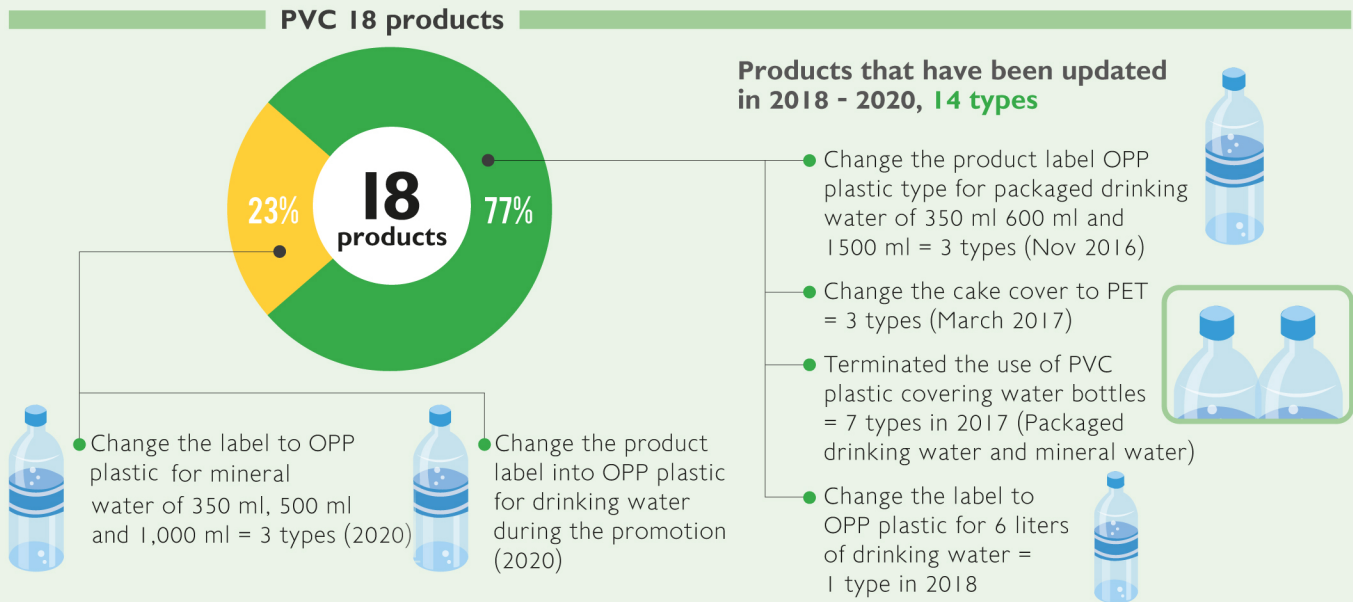 PVC 18 products
23%
18
products
77%
Products that have been updated
in 2018 - 2020, 14 types
Change the product label OPP
plastic type for packaged drinking
water of 350 ml 600 ml and
1500 ml = 3 types (Nov 2016)
Change the cake cover to PET
= 3 types (March 2017)
Terminated the use of PVC
plastic covering water bottles
= 7 types in 2017 (Packaged
drinking water and mineral water)
Change the label to
OPP plastic for 6 liters
of drinking water =
1 type in 2018
Change the label to OPP
plastic for mineral
water of 350 ml, 500 ml
and 1,000 ml = 3 types (2020)
Change the product
label into OPP plastic
for drinking water
during the promotion
(2020)